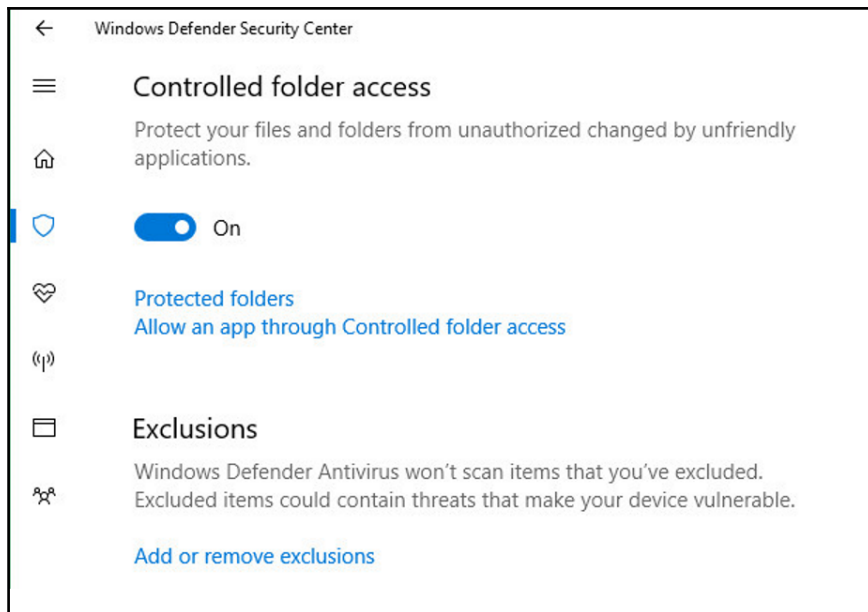 Windows Defender Security Center
Controlled folder access
Protect your files and folders from unauthorized changed by unfriendly
applications.
On
Protected folders
Allow an app through Controlled folder access
Exclusions
Windows Defender Antivirus won’t scan items that you’ve excluded.
Excluded items could contain threats that make your device vulnerable.
Add or remove exclusions